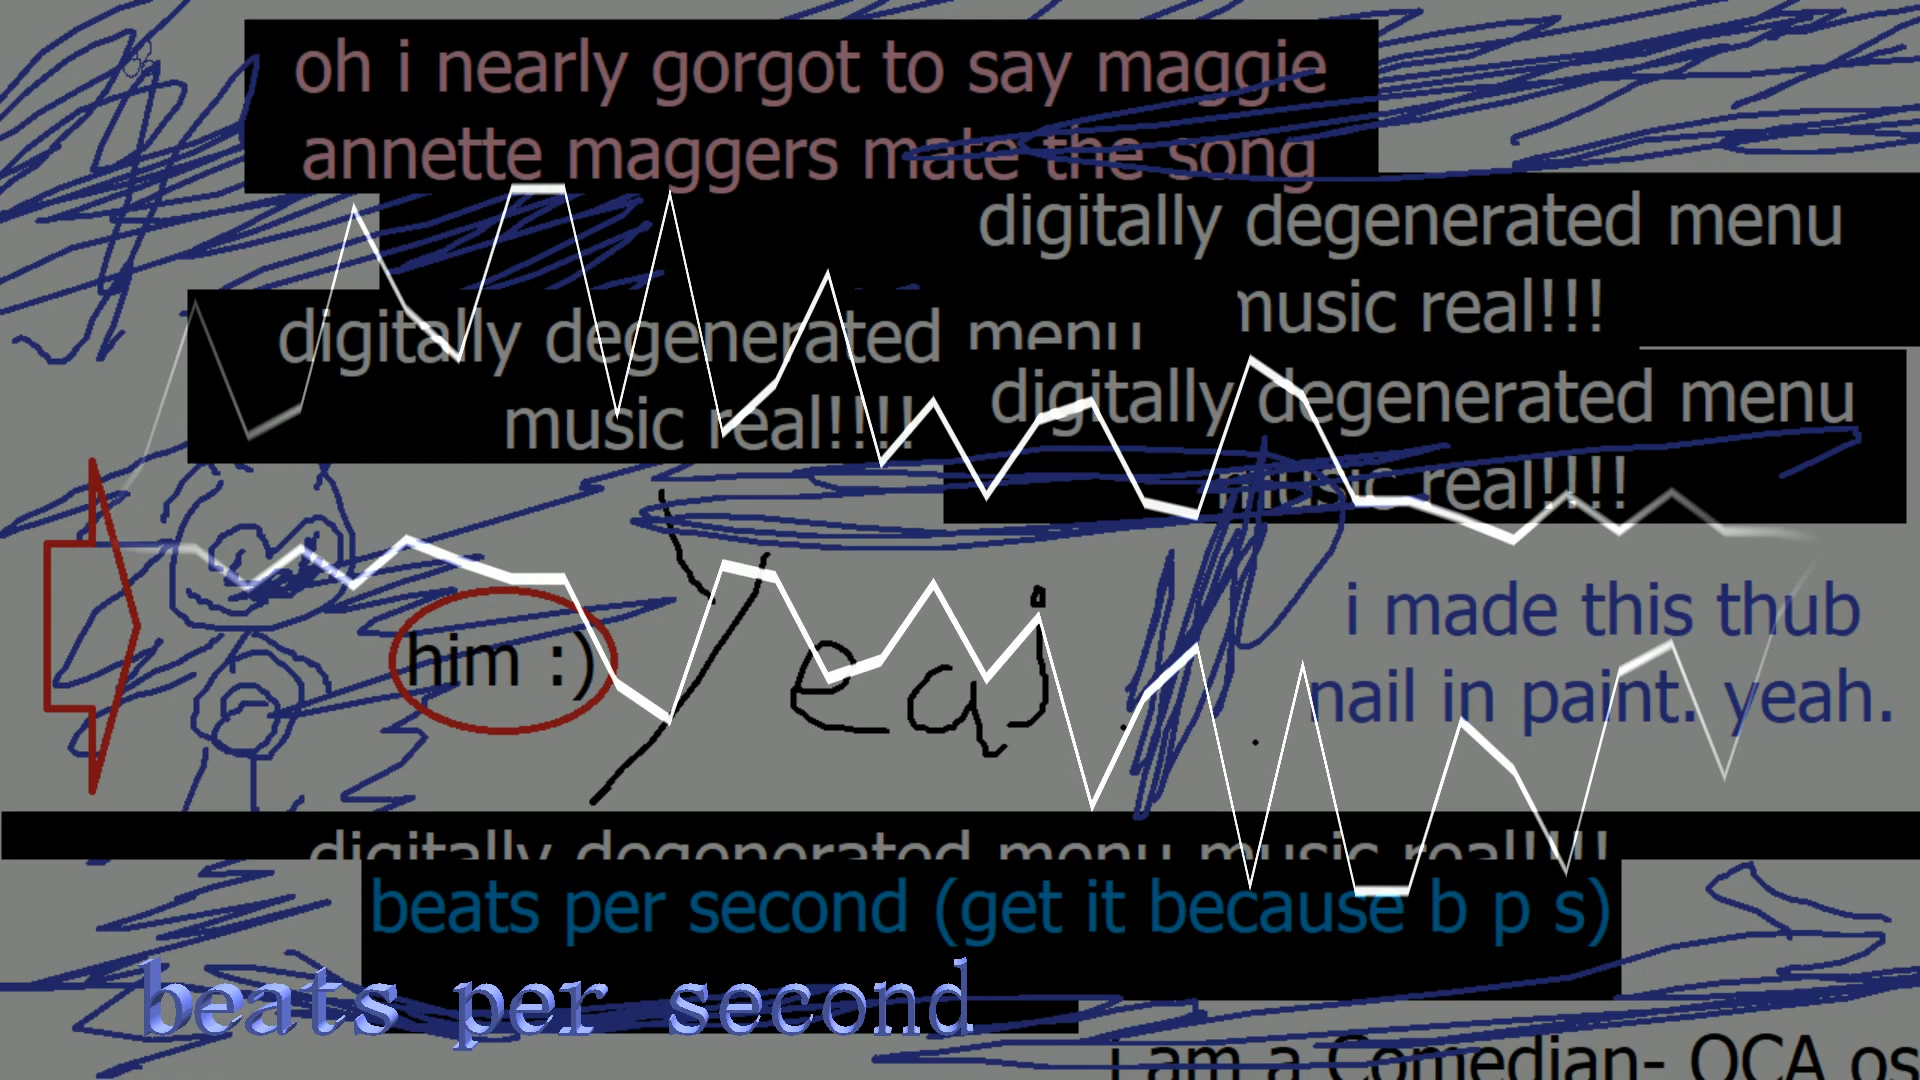 oh i nearly gorgot to say maggie
annette maggers mate the song
digitally degenerated menu
music real!!!
digitally degenerated menu
music real!!!!
digitally degenerated menu
music real!!!!
i made this thub
nail in paint. yeah.
him :)
Yeaj
digitally degenerated menu music real!!!!
beats per second (get it because b p s)
beats per second
i am a Comedian- OCA os